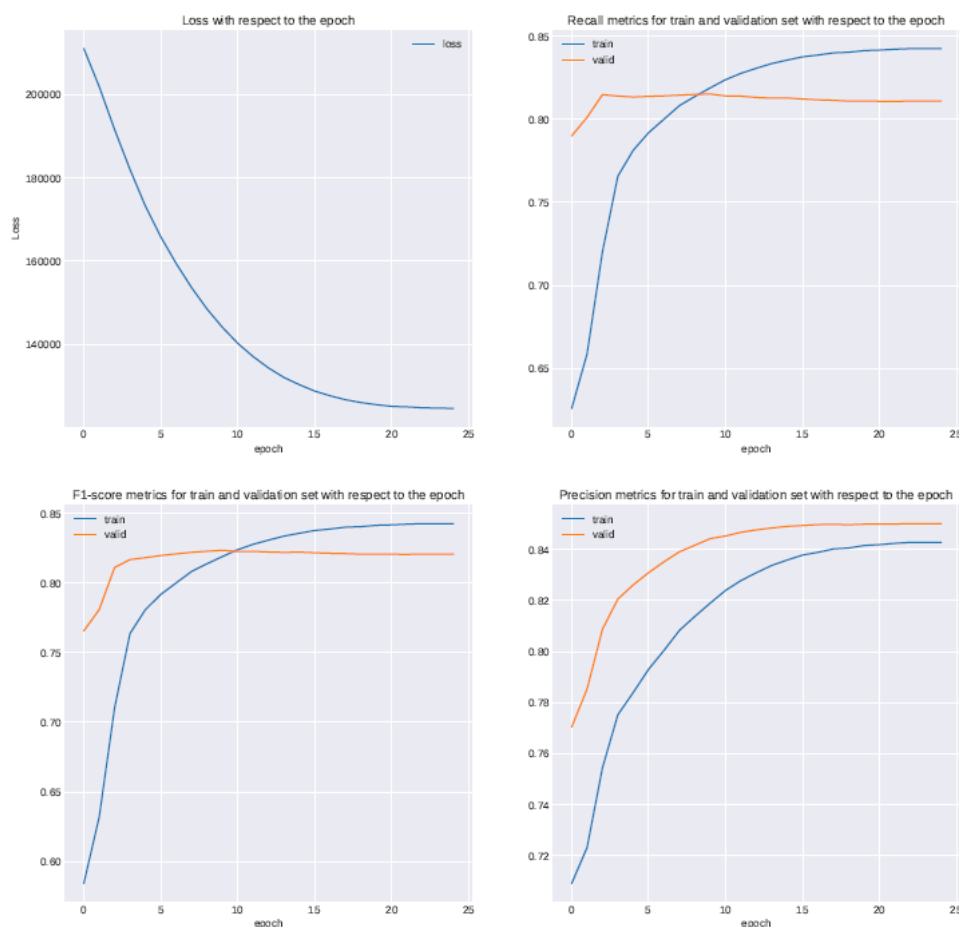 Loss with respect to the epoch
loss
200000
180000
160000
140000
Loss
0 5 10 15 20 25
epoch
Recall metrics for train and validation set with respect to the epoch
train
valid
0.85
0.80
0.75
0.70
0.65
0 5 10 15 20 25
epoch
F1-score metrics for train and validation set with respect to the epoch
train
valid
0.85
0.80
0.75
0.70
0.65
0.60
0 5 10 15 20 25
epoch
Precision metrics for train and validation set with respect to the epoch
train
valid
0.84
0.82
0.80
0.78
0.76
0.74
0.72
0 5 10 15 20 25
epoch